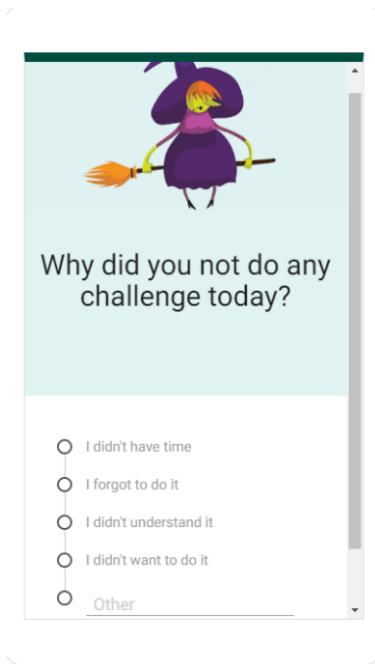 Why did you not do any
challenge today?
I didn't have time
I forgot to do it
I didn't understand it
I didn't want to do it
Other